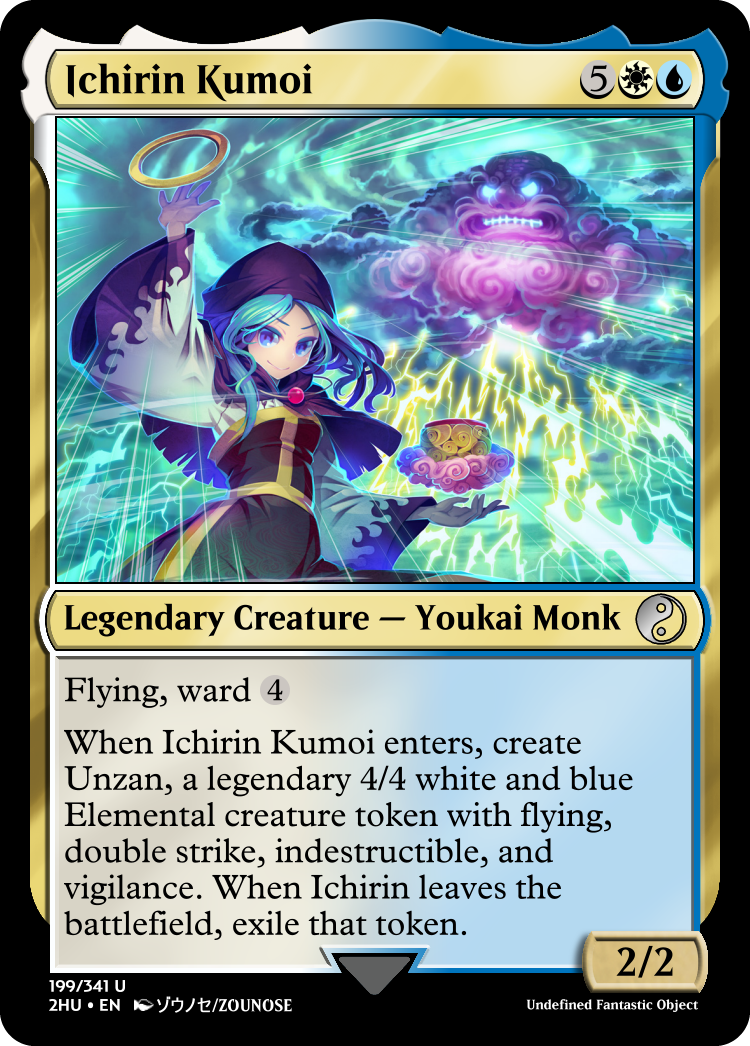 Ichirin Kumoi 5
Legendary Creature — Youkai Monk
Flying, ward 4
When Ichirin Kumoi enters, create
Unzan, a legendary 4/4 white and blue
Elemental creature token with flying,
double strike, indestructible, and
vigilance. When Ichirin leaves the
battlefield, exile that token.
2/2
199/341 U
2HU • EN ゾウノセ/ZOUNOSE
Undefined Fantastic Object